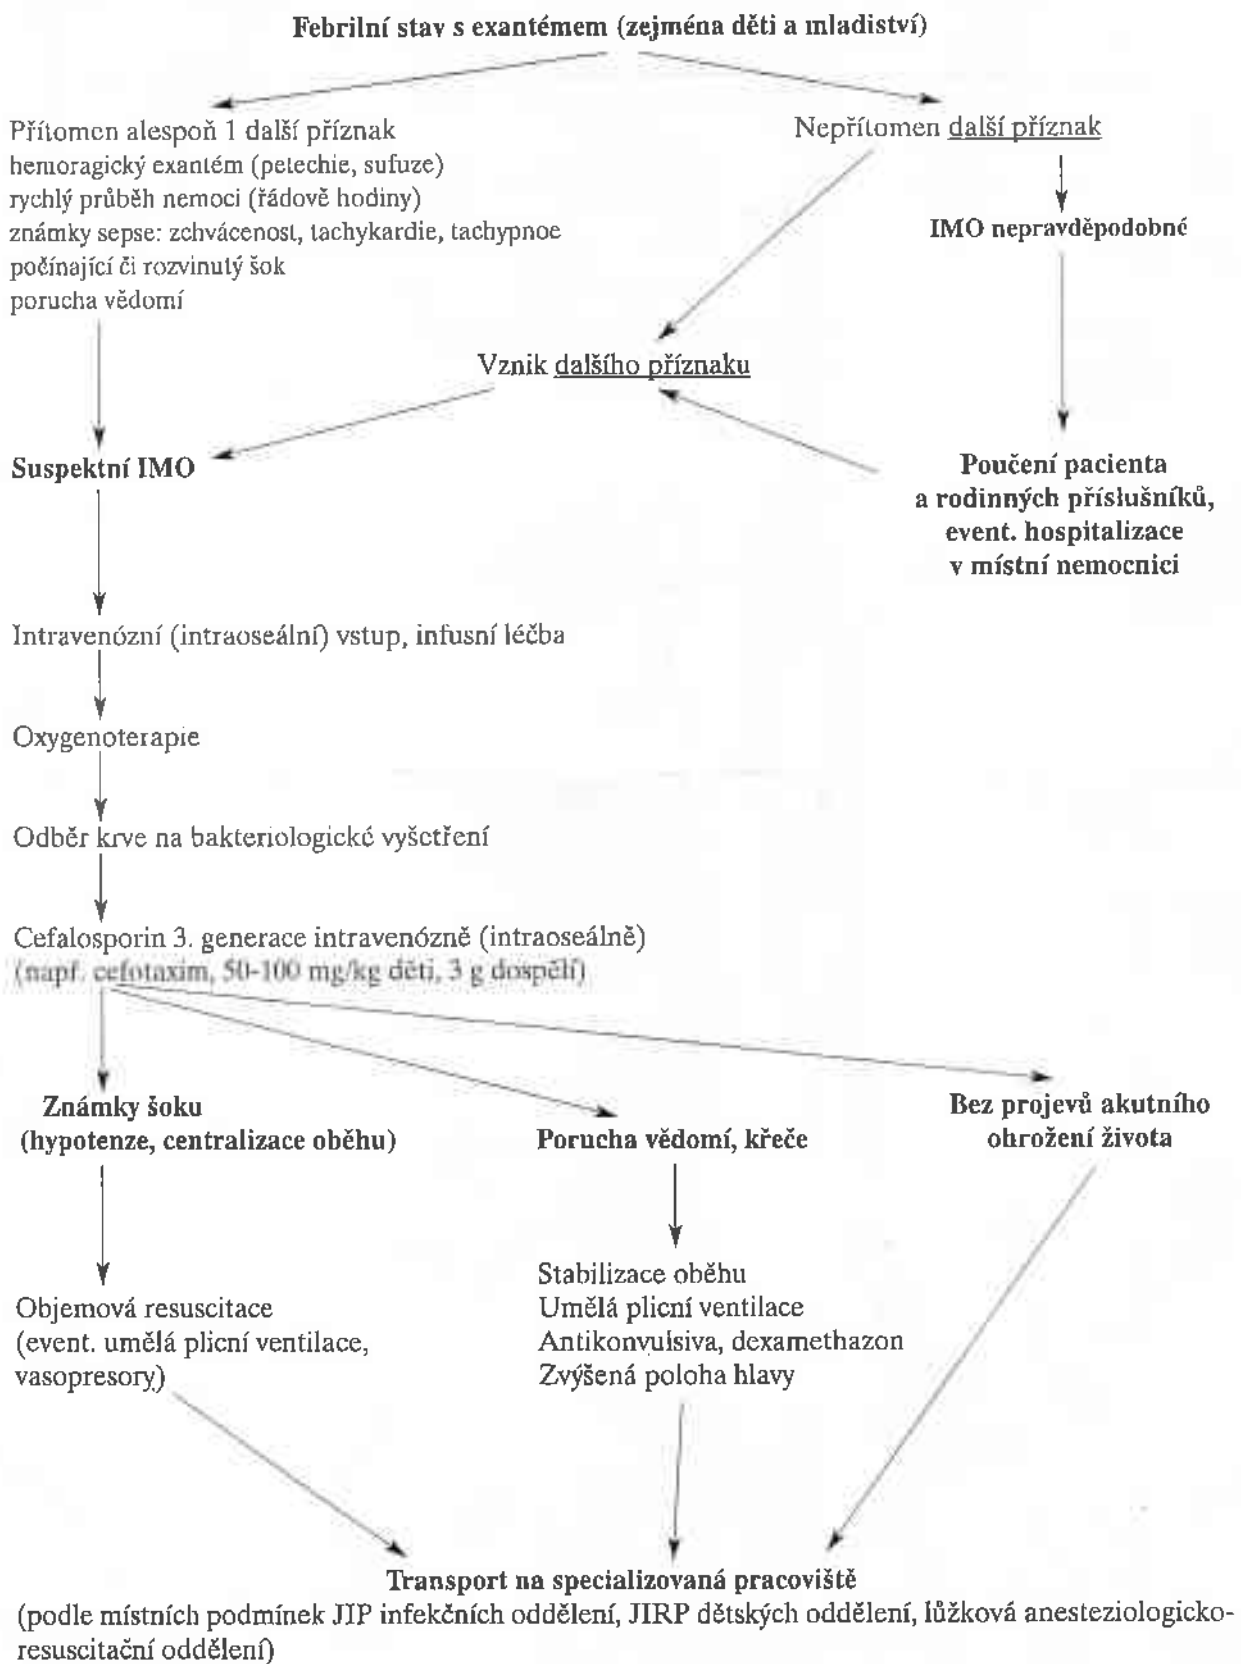 Febrilní stav s exantémem (zejména děti a mladiství)
Přítomen alespoň 1 další příznak
hemoragický exantém (petechie, sufuze)
rychlý průběh nemoci (řádově hodiny)
známky sepse: zchvácenost, tachykardie, tachypnoe
počínající či rozvinutý šok
porucha vědomí
Nepřítomen další příznak
IMO nepravděpodobné
Vznik dalšího příznaku
Suspektní IMO
Poučení pacienta
a rodinných příslušníků,
event. hospitalizace
v místní nemocnici
Intravenózní (intraoseální) vstup, infusní léčba
Oxygenoterapie
Odběr krve na bakteriologické vyšetření
Cefalosporin 3. generace intravenózně (intraoseálně)
(např. cefotaxim, 50-100 mg/kg děti, 3 g dospělí)
Známky šoku
(hypotenze, centralizace oběhu)
Porucha vědomí, křeče
Bez projevů akutního
ohrožení života
Objemová resuscitace
(event. umělá plicní ventilace,
vasopresory)
Stabilizace oběhu
Umělá plicní ventilace
Antikonvulsiva, dexamethazon
Zvýšená poloha hlavy
Transport na specializovaná pracoviště
(podle místních podmínek JIP infekčních oddělení, JIRP dětských oddělení, lůžková anesteziologicko-
resuscitační oddělení)